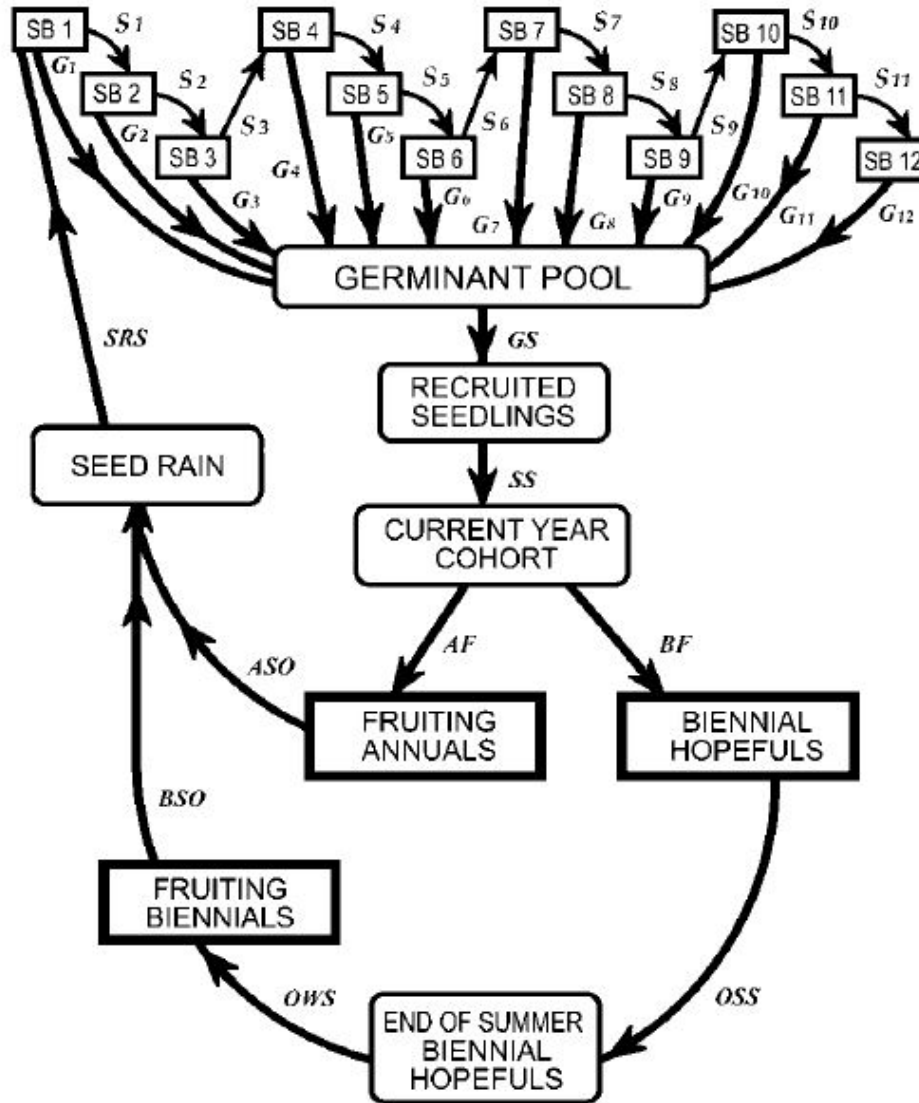 SB 1
S1
SB 4
S4
SB 7
S7
SB 10
S10
G1
SB 2
S2
SB 5
S5
SB 8
S8
SB 11
S11
G2
SB 3
S3
G5
SB 6
S6
SB 9
S9
SB 12
G3
G4
G6
G7
G8
G9
G10
G11
G12
GERMINANT POOL
SRS
GS
RECRUITED
SEEDLINGS
SEED RAIN
SS
CURRENT YEAR
COHORT
AF
BF
ASO
FRUITING
ANNUALS
BIENNIAL
HOPEFULS
BSO
FRUITING
BIENNIALS
OWS
OSS
END OF SUMMER
BIENNIAL
HOPEFULS